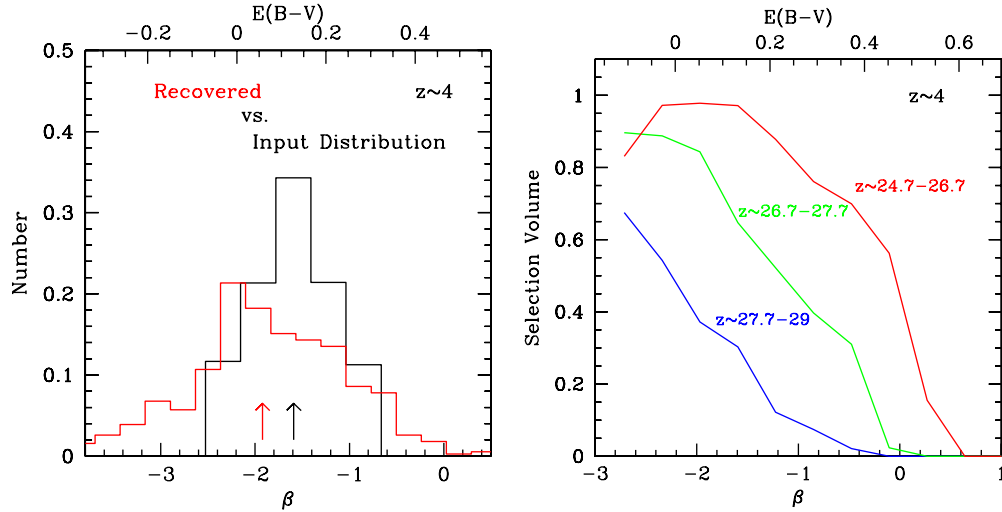 E(B−V)
−0.2 0 0.2 0.4
0.5
0.4
0.3
0.2
0.1
0
Number
Recovered
vs.
Input Distribution
z~4
−3 −2 −1 0
β
E(B−V)
0 0.2 0.4 0.6
1
0.8
0.6
0.4
0.2
0
Selection Volume
z~4
z~24.7−26.7
z~26.7−27.7
z~27.7−29
−3 −2 −1 0 1
β